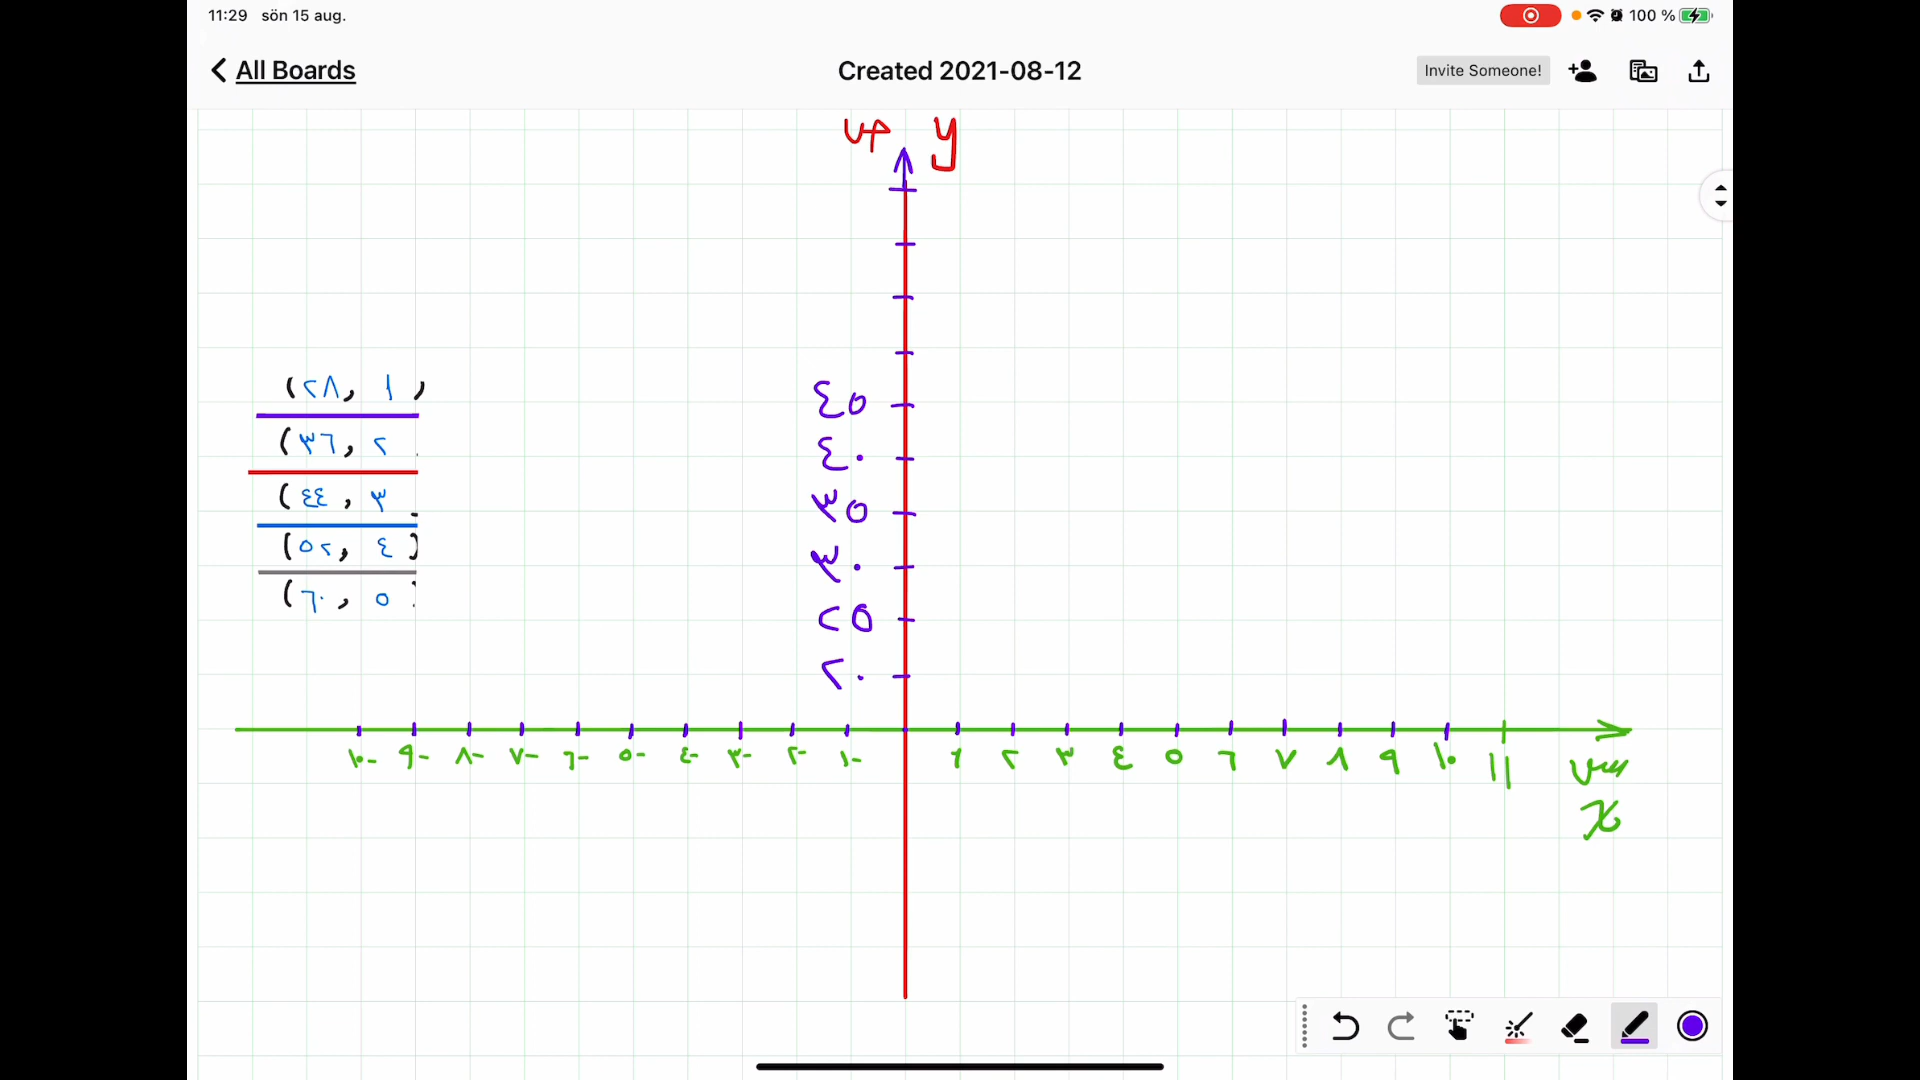 11:29 sön 15 aug.
100 %
All Boards
Created 2021-08-12
Invite Someone!
y
(٢٨, ١)
(٣٦, ٢
(٤٤, ٣
(٥٢, ٤)
(٦٠, ٥
٤٥
٤٠
٣٥
٣٠
٢٥
٢٠
١٠- ٩- ٨- ٧- ٦- ٥- ٤- ٣- ٢- ١- ١ ٢ ٣ ٤ ٥ ٦ ٧ ٨ ٩ ١٠ ١١ س
x